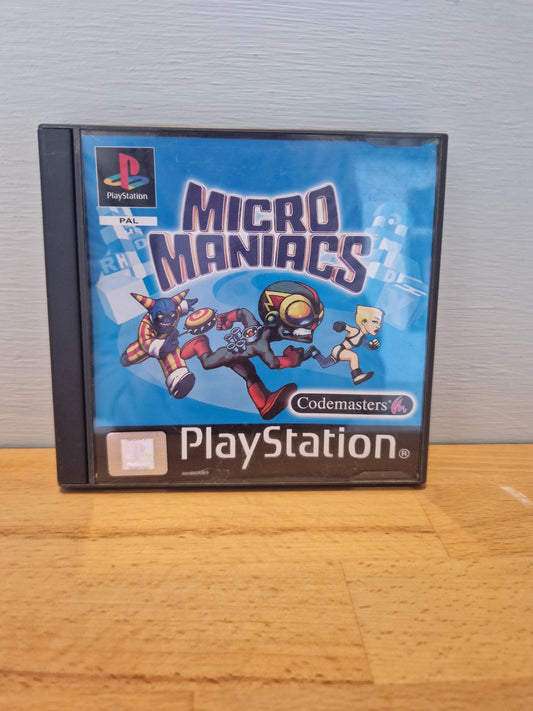 PlayStation
PAL
MICRO
MANIACS
Codemasters
PlayStation®